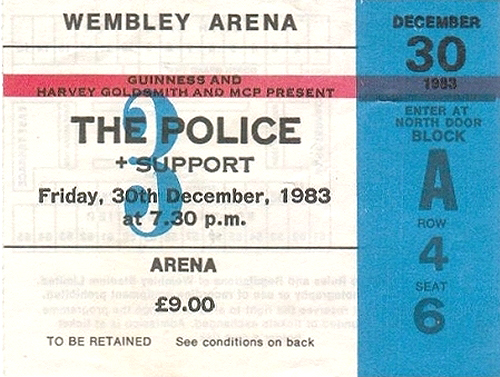 WEMBLEY ARENA
GUINNESS AND
HARVEY GOLDSMITH AND MCP PRESENT
3
THE POLICE
+ SUPPORT
Friday, 30th December, 1983
at 7.30 p.m.
ARENA
£9.00
TO BE RETAINED See conditions on back
DECEMBER
30
1983
ENTER AT
NORTH DOOR
BLOCK
A
ROW
4
SEAT
6